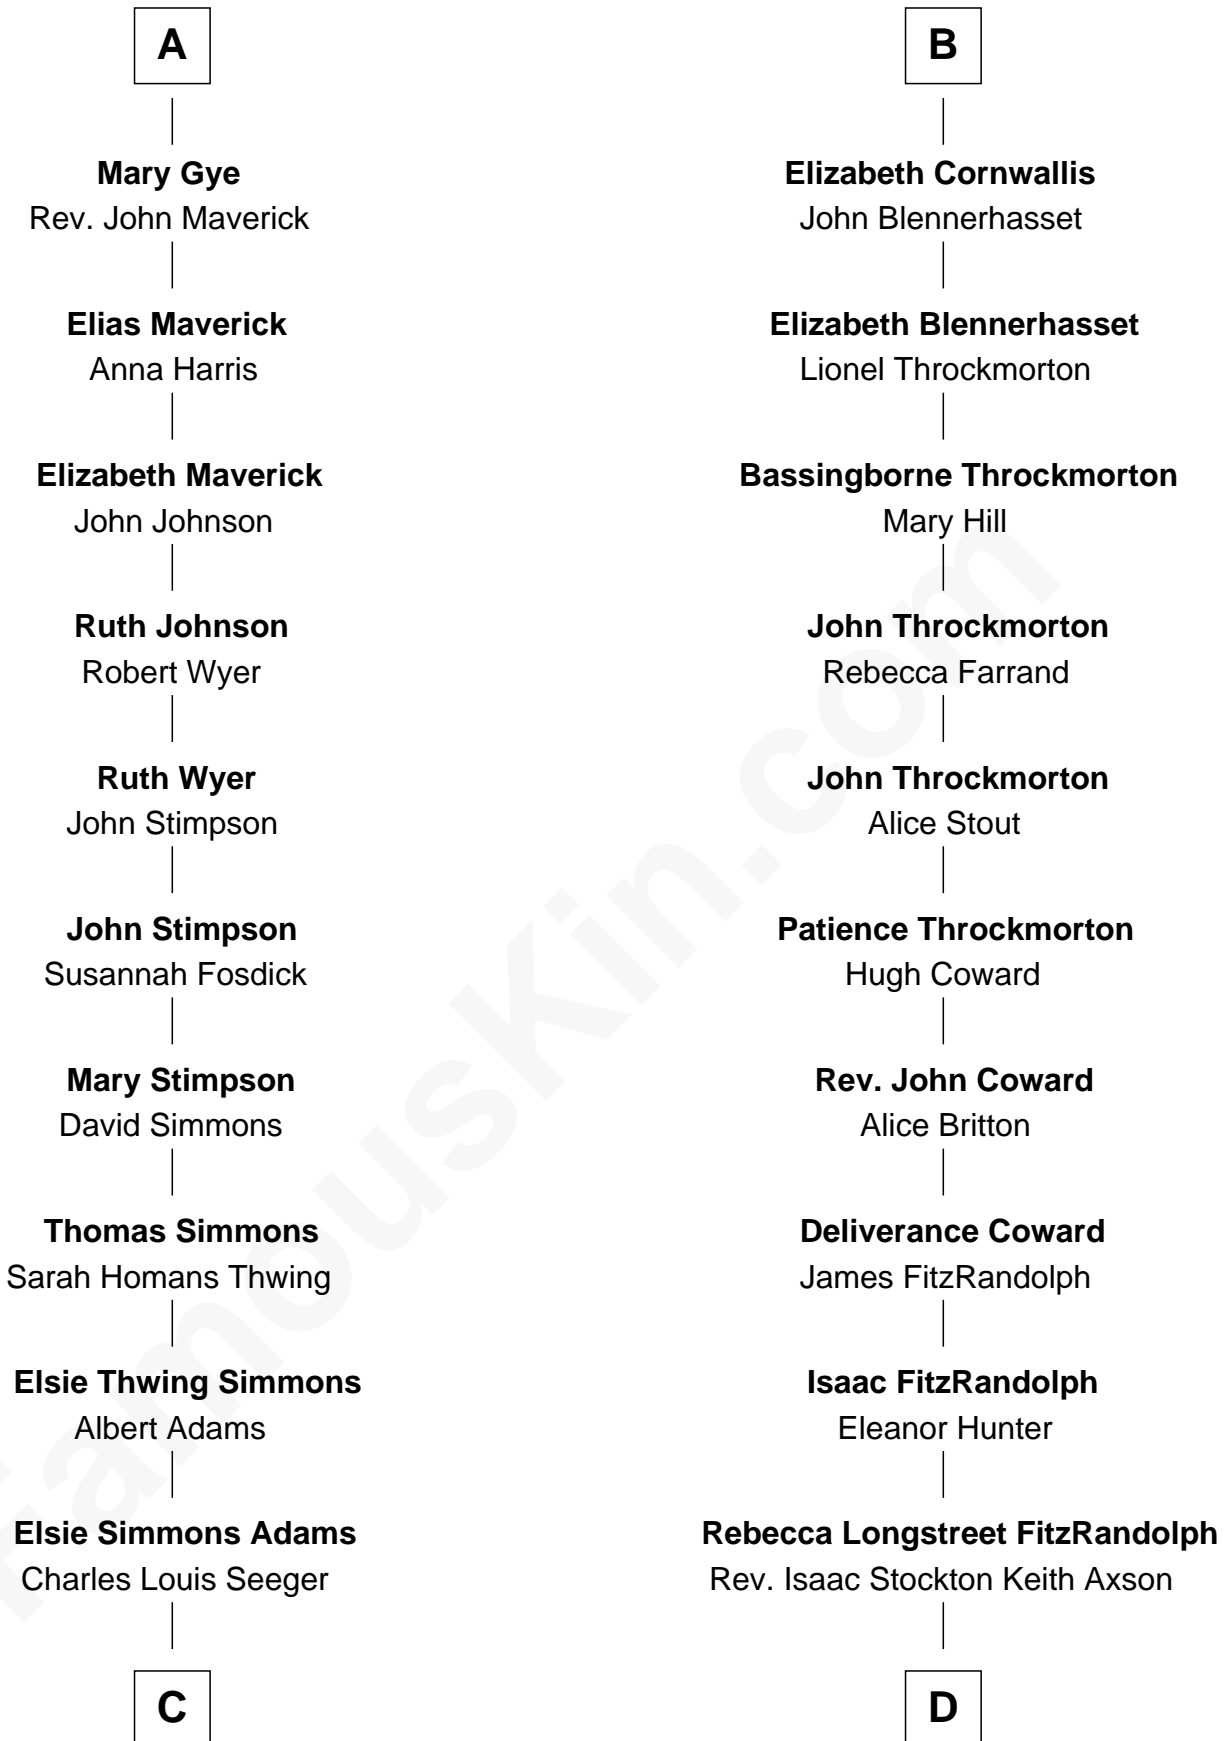 A
Mary Gye
Rev. John Maverick
Elias Maverick
Anna Harris
Elizabeth Maverick
John Johnson
Ruth Johnson
Robert Wyer
Ruth Wyer
John Stimpson
John Stimpson
Susannah Fosdick
Mary Stimpson
David Simmons
Thomas Simmons
Sarah Homans Thwing
Elsie Thwing Simmons
Albert Adams
Elsie Simmons Adams
Charles Louis Seeger
C
B
Elizabeth Cornwallis
John Blennerhasset
Elizabeth Blennerhasset
Lionel Throckmorton
Bassingborne Throckmorton
Mary Hill
John Throckmorton
Rebecca Farrand
John Throckmorton
Alice Stout
Patience Throckmorton
Hugh Coward
Rev. John Coward
Alice Britton
Deliverance Coward
James FitzRandolph
Isaac FitzRandolph
Eleanor Hunter
Rebecca Longstreet FitzRandolph
Rev. Isaac Stockton Keith Axson
D
FamousKin.com